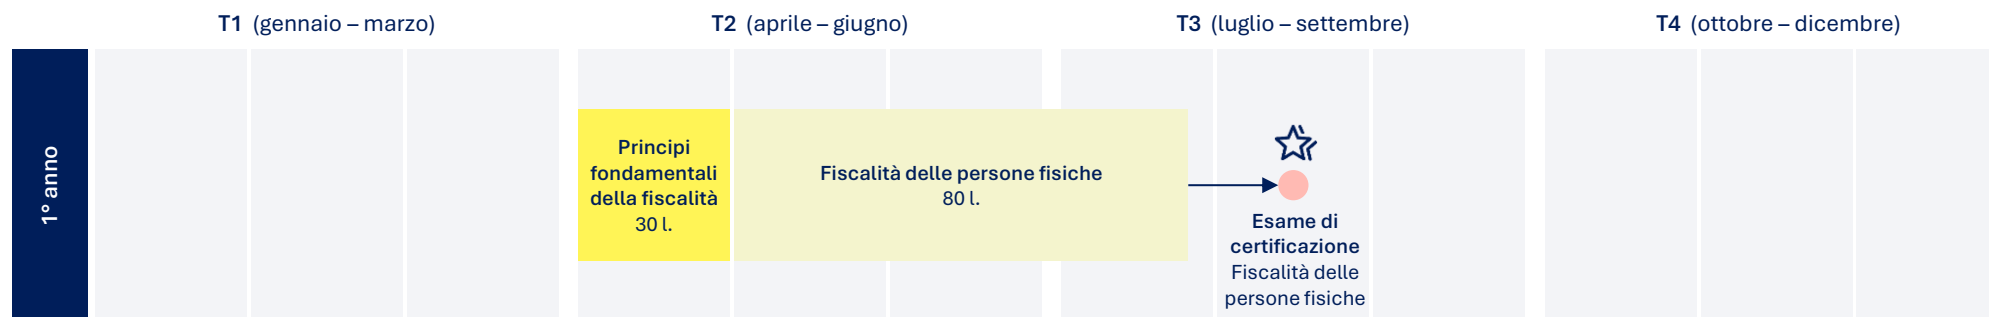 T1 (gennaio – marzo)
T2 (aprile – giugno)
T3 (luglio – settembre)
T4 (ottobre – dicembre)
1° anno
Principi
fondamentali
della fiscalità
30 l.
Fiscalità delle persone fisiche
80 l.
Esame di
certificazione
Fiscalità delle
persone fisiche